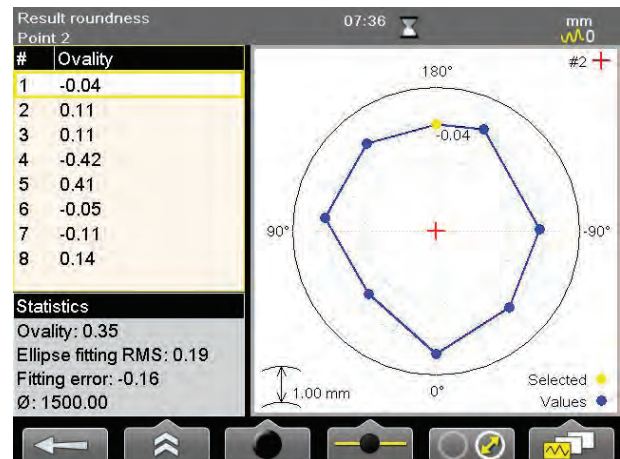 Result roundness
Point 2
07:36
mm
0
# Ovality
1 -0.04
2 0.11
3 0.11
4 -0.42
5 0.41
6 -0.05
7 -0.11
8 0.14
Statistics
Ovality: 0.35
Ellipse fitting RMS: 0.19
Fitting error: -0.16
Ø: 1500.00
#2
180°
-0.04
90°
-90°
1.00 mm
0°
Selected
Values